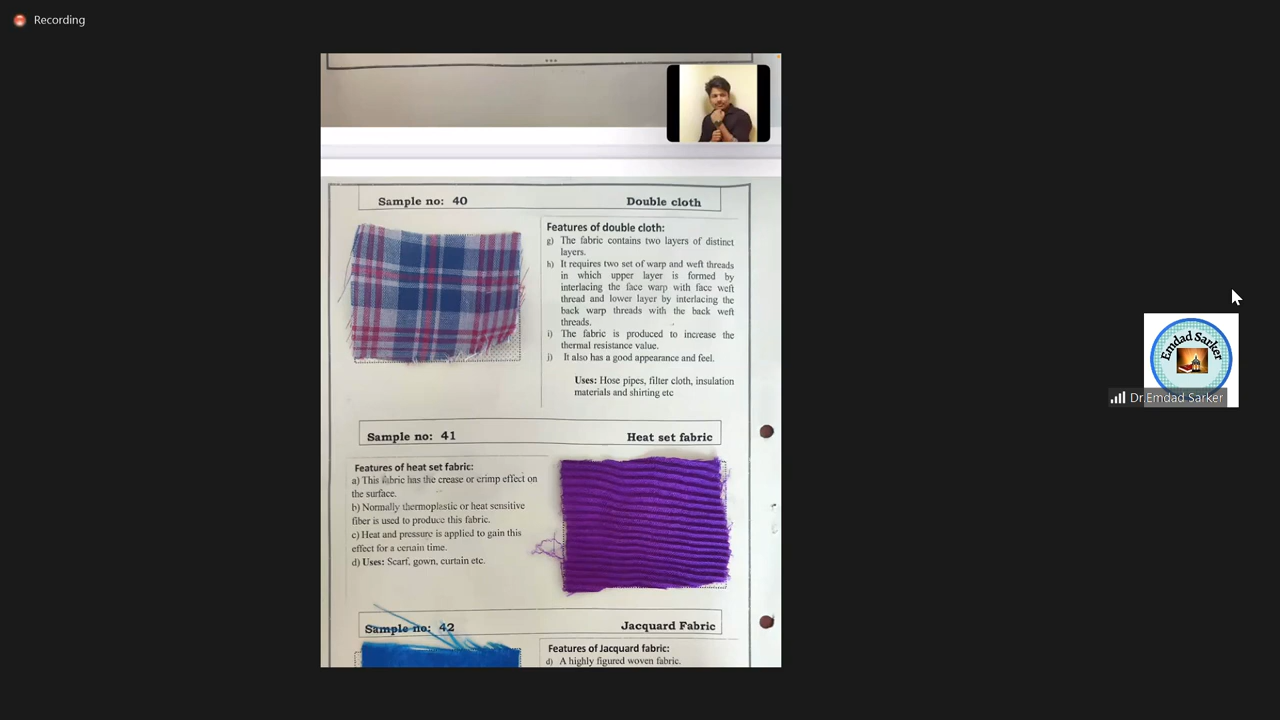 Recording
Sample no: 40 Double cloth
Features of double cloth:
g) The fabric contains two layers of distinct
layers.
h) It requires two set of warp and weft threads
in which upper layer is formed by
interlacing the face warp with face weft
thread and lower layer by interlacing the
back warp threads with the back weft
threads.
i) The fabric is produced to increase the
thermal resistance value.
j) It also has a good appearance and feel.
Uses: Hose pipes, filter cloth, insulation
materials and shirting etc
Sample no: 41 Heat set fabric
Features of heat set fabric:
a) This fabric has the crease or crimp effect on
the surface.
b) Normally thermoplastic or heat sensitive
fiber is used to produce this fabric.
c) Heat and pressure is applied to gain this
effect for a certain time.
d) Uses: Scarf, gown, curtain etc.
Sample no: 42 Jacquard Fabric
Features of Jacquard fabric:
d) A highly figured woven fabric.
Emdad Sarker
Dr.Emdad Sarker